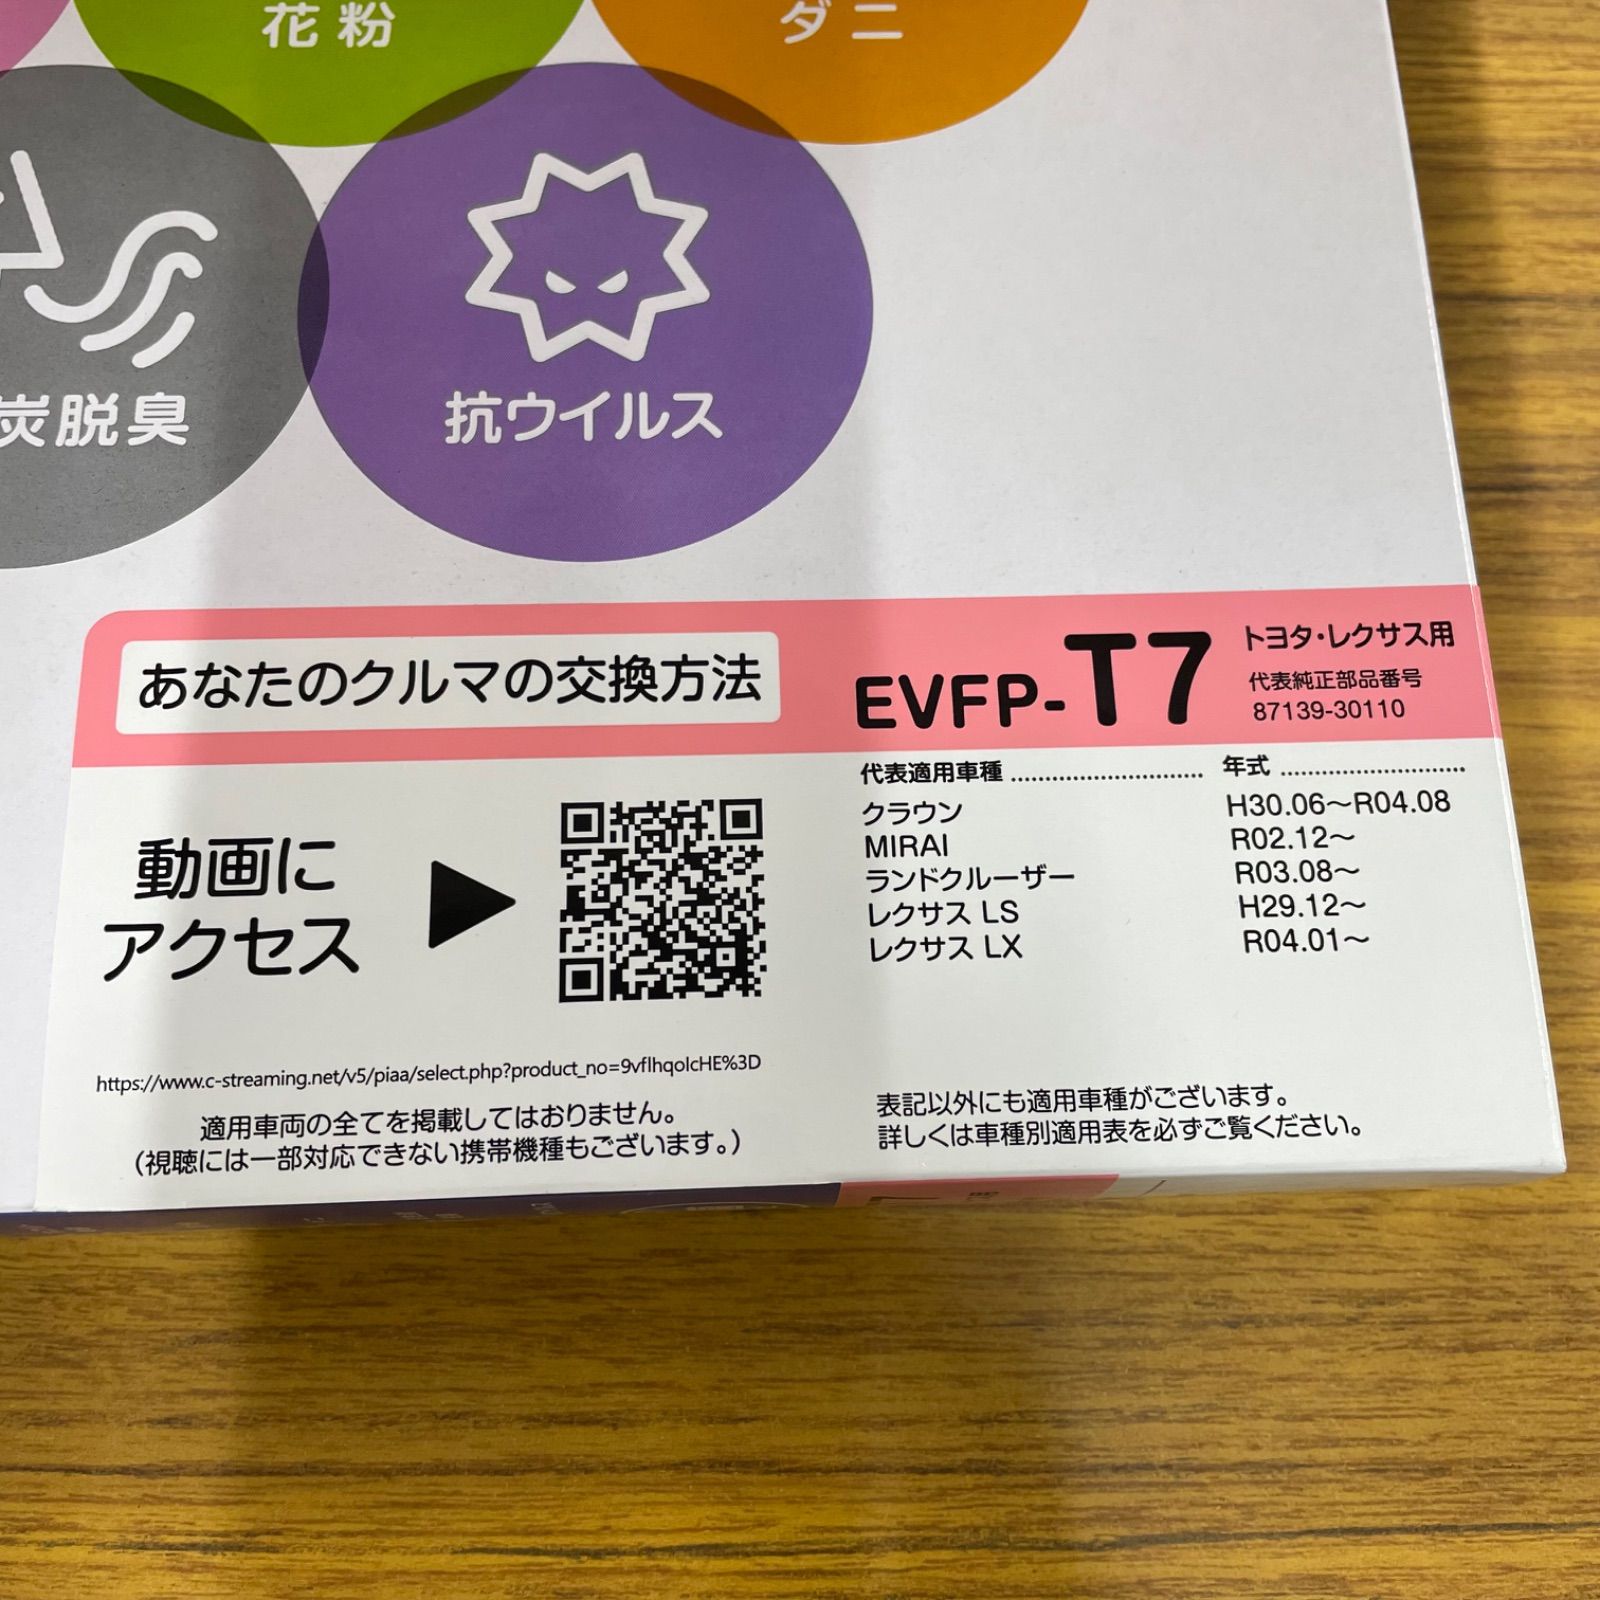 花粉
ダニ
炭脱臭
抗ウイルス
あなたのクルマの交換方法
EVFP-T7
トヨタ・レクサス用
代表純正部品番号
87139-30110
動画に
アクセス
代表適用車種 年式
クラウン H30.06～R04.08
MIRAI R02.12～
ランドクルーザー R03.08～
レクサス LS H29.12～
レクサス LX R04.01～
https://www.c-streaming.net/v5/piaa/select.php?product_no=9vflhqolcHE%3D
適用車両の全てを掲載してはおりません。
（視聴には一部対応できない携帯機種もございます。）
表記以外にも適用車種がございます。
詳しくは車種別適用表を必ずご覧ください。